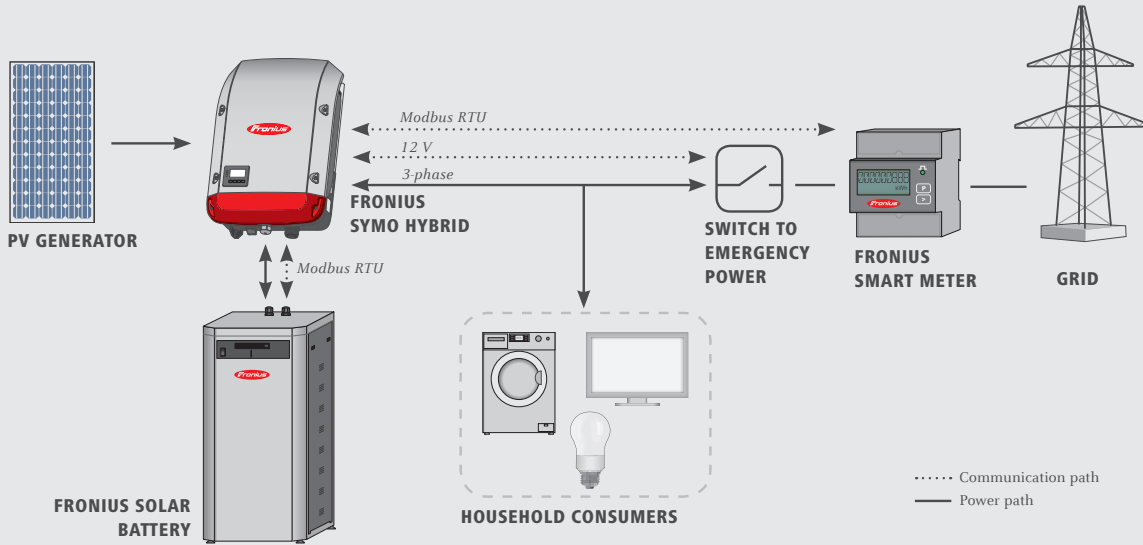 Modbus RTU
12 V
3-phase
Fronius
PV GENERATOR
FRONIUS
SYMO HYBRID
SWITCH TO
EMERGENCY
POWER
kWh
P
>
Fronius
FRONIUS
SMART METER
GRID
Modbus RTU
Fronius
FRONIUS SOLAR
BATTERY
HOUSEHOLD CONSUMERS
Communication path
Power path